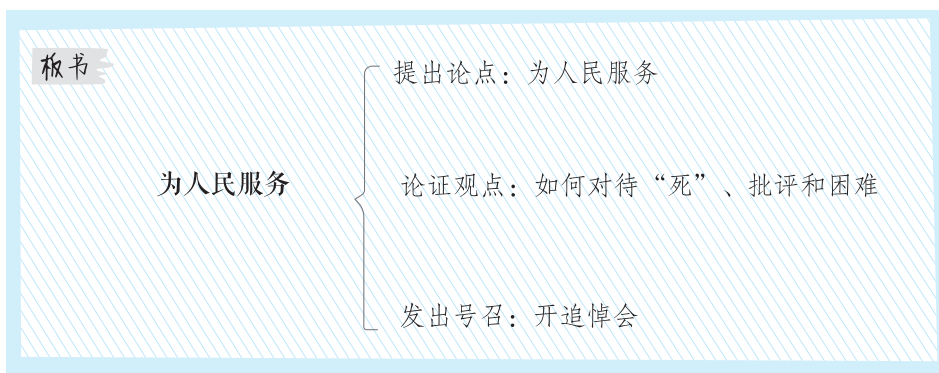 板书
提出论点：为人民服务
为人民服务
论证观点：如何对待“死”、批评和困难
发出号召：开追悼会